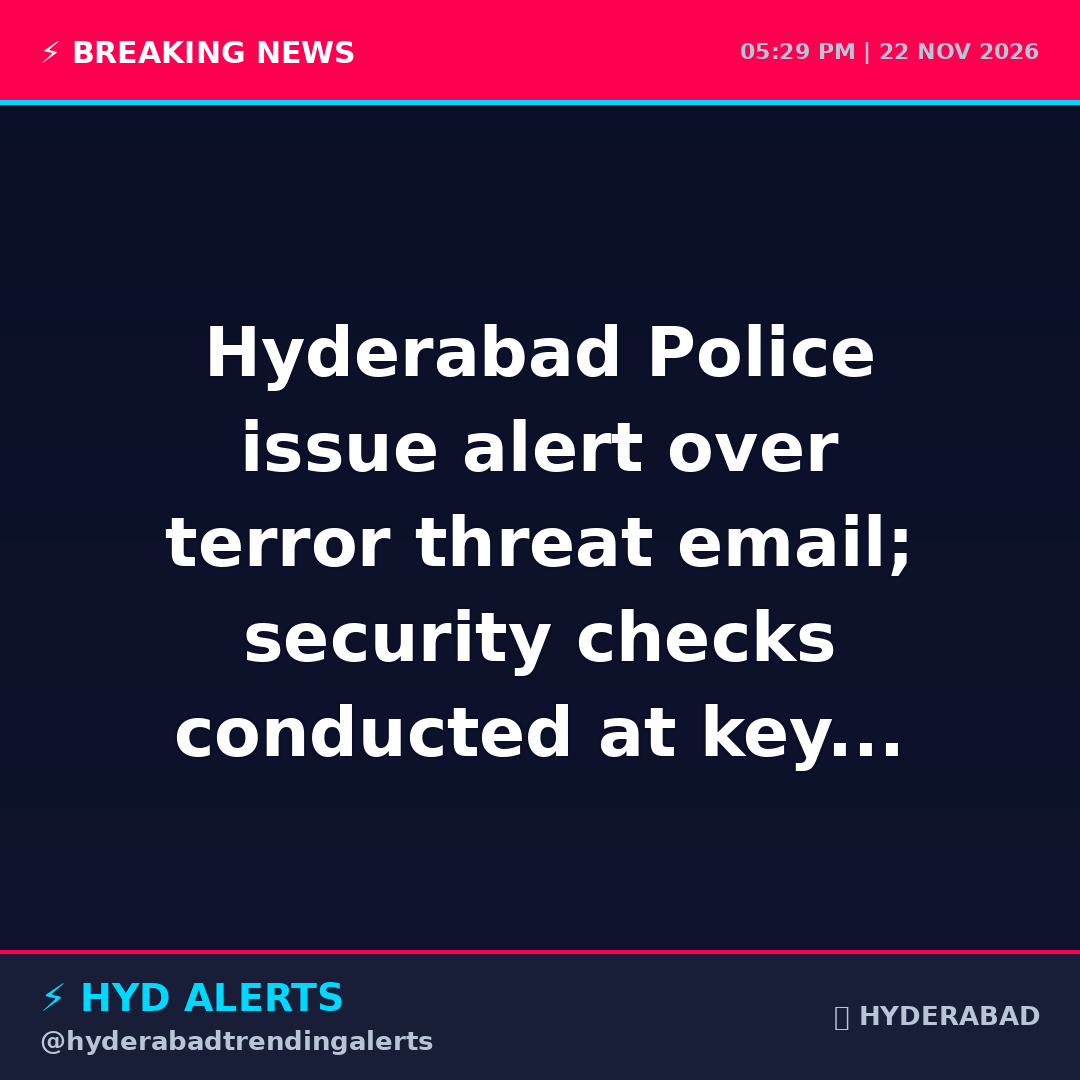 ⚡ BREAKING NEWS
05:29 PM | 22 NOV 2026
Hyderabad Police
issue alert over
terror threat email;
security checks
conducted at key...
⚡ HYD ALERTS
@hyderabadtrendingalerts
HYDERABAD